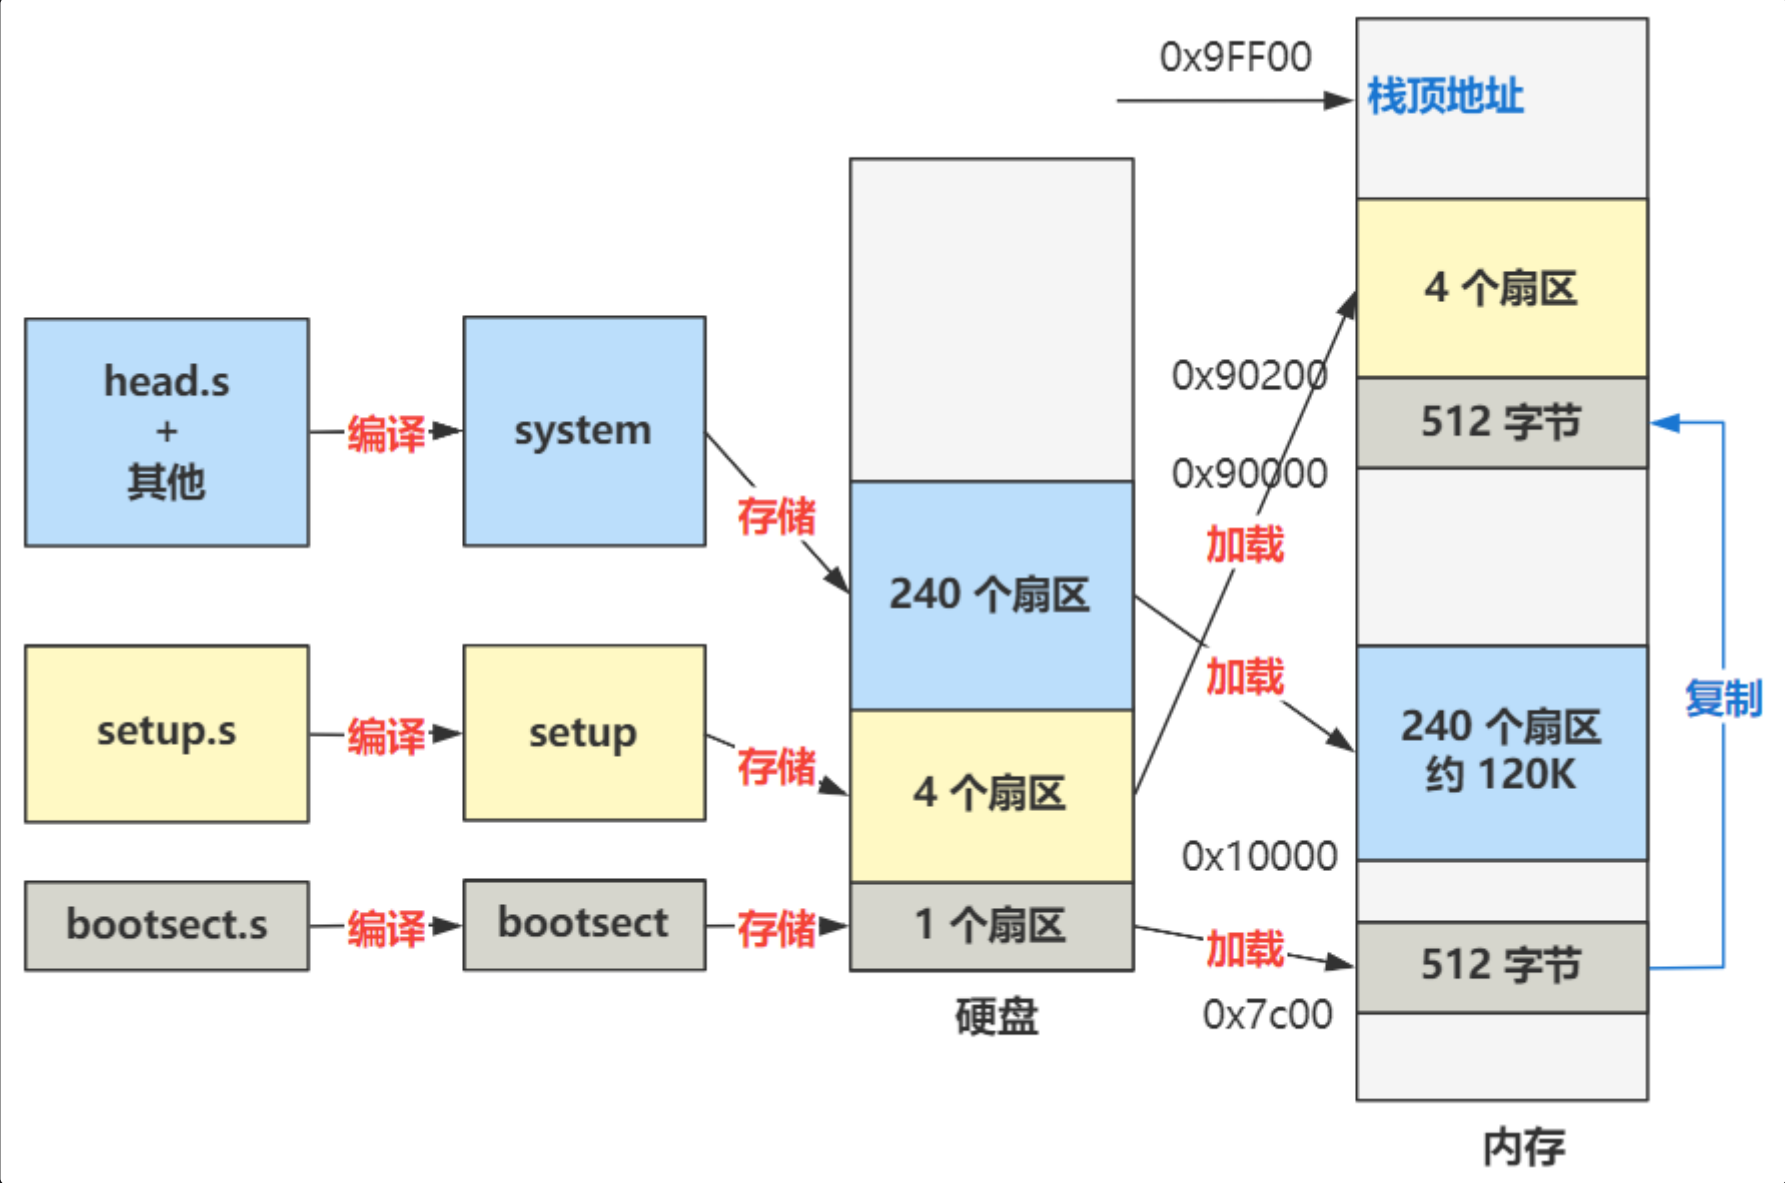 0x9FF00
栈顶地址
4 个扇区
0x90200
512 字节
0x90000
head.s
+
其他
编译
system
存储
240 个扇区
加载
加载
240 个扇区
约 120K
复制
setup.s
编译
setup
存储
4 个扇区
0x10000
bootsect.s
编译
bootsect
存储
1 个扇区
加载
512 字节
0x7c00
硬盘
内存